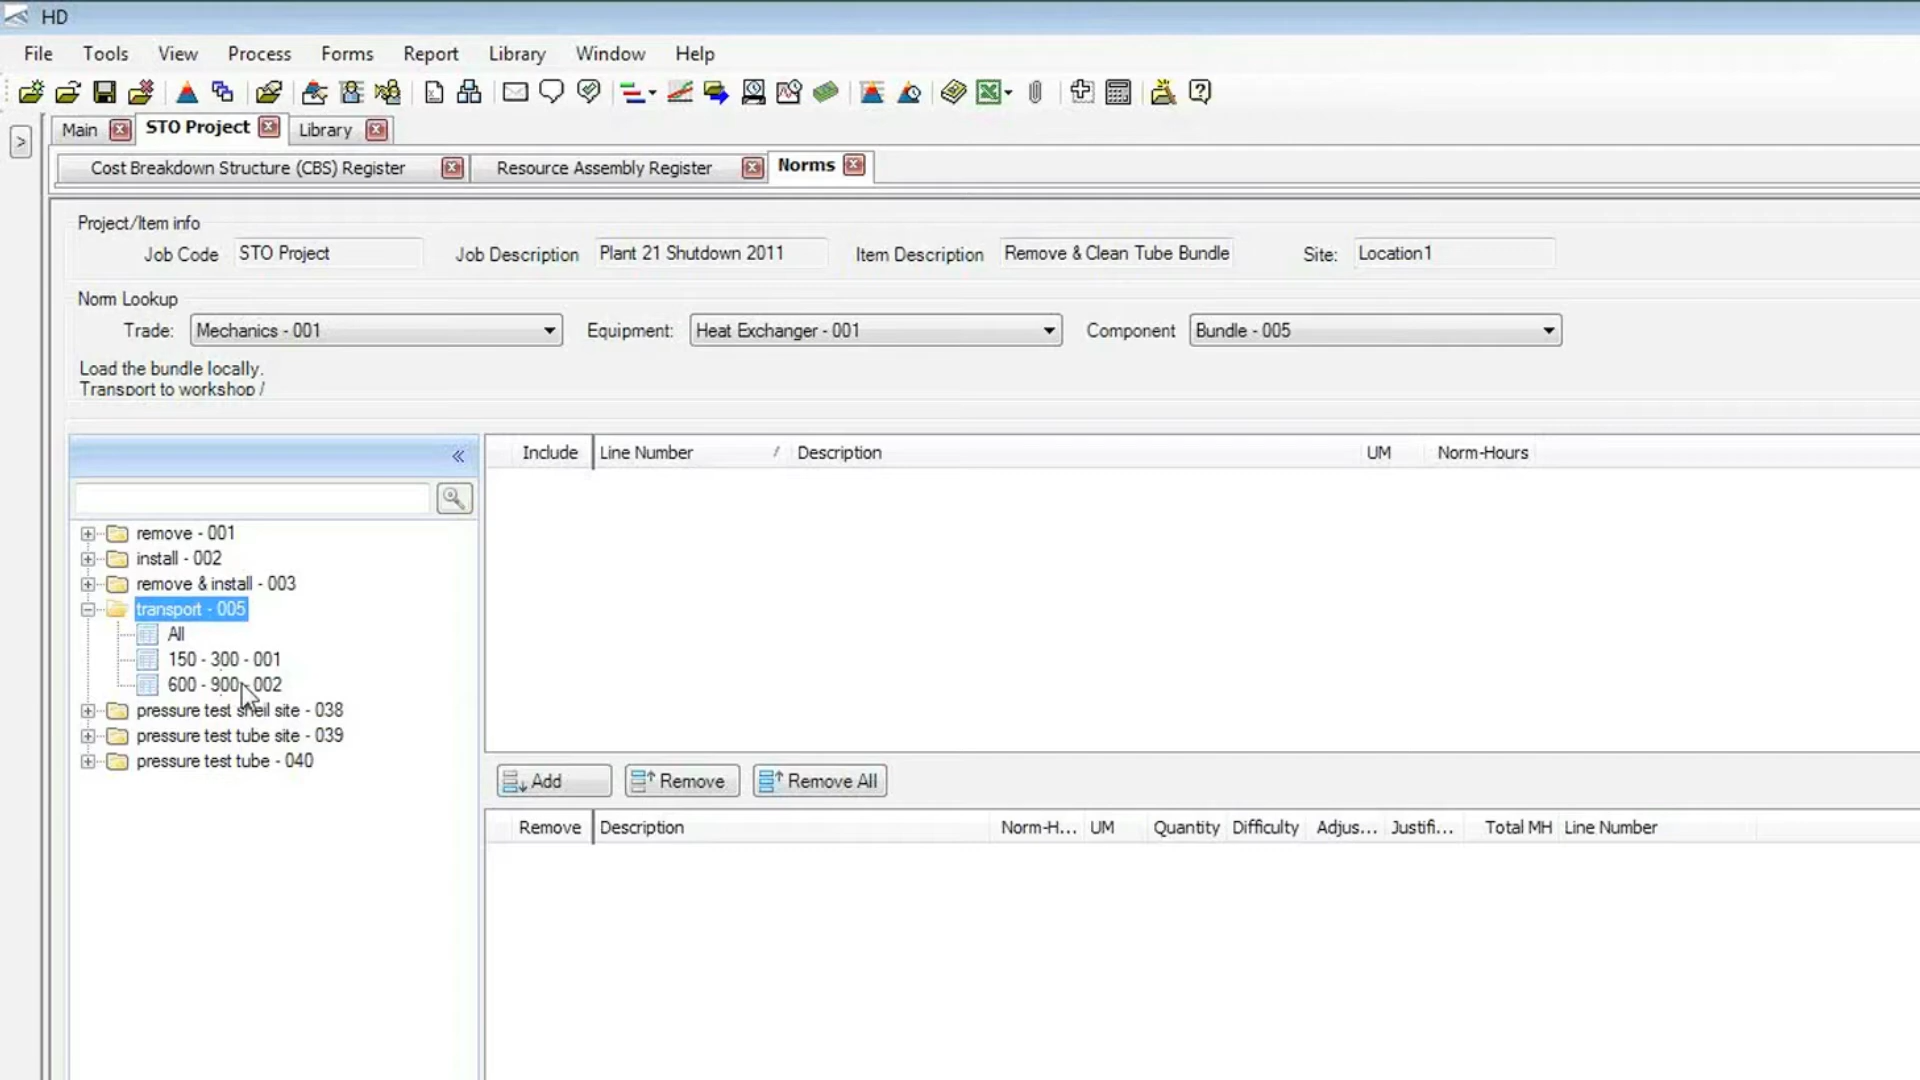 HD
File Tools View Process Forms Report Library Window Help
Main STO Project Library
>
Cost Breakdown Structure (CBS) Register Resource Assembly Register Norms
Project/Item info
Job Code STO Project Job Description Plant 21 Shutdown 2011 Item Description Remove & Clean Tube Bundle Site: Location1
Norm Lookup
Trade: Mechanics - 001 Equipment: Heat Exchanger - 001 Component Bundle - 005
Load the bundle locally.
Transport to workshop /
«
Include Line Number / Description UM Norm-Hours
remove - 001
install - 002
remove & install - 003
transport - 005
All
150 - 300 - 001
600 - 900 - 002
pressure test shell site - 038
pressure test tube site - 039
pressure test tube - 040
Add Remove Remove All
Remove Description Norm-H... UM Quantity Difficulty Adjus... Justifi... Total MH Line Number